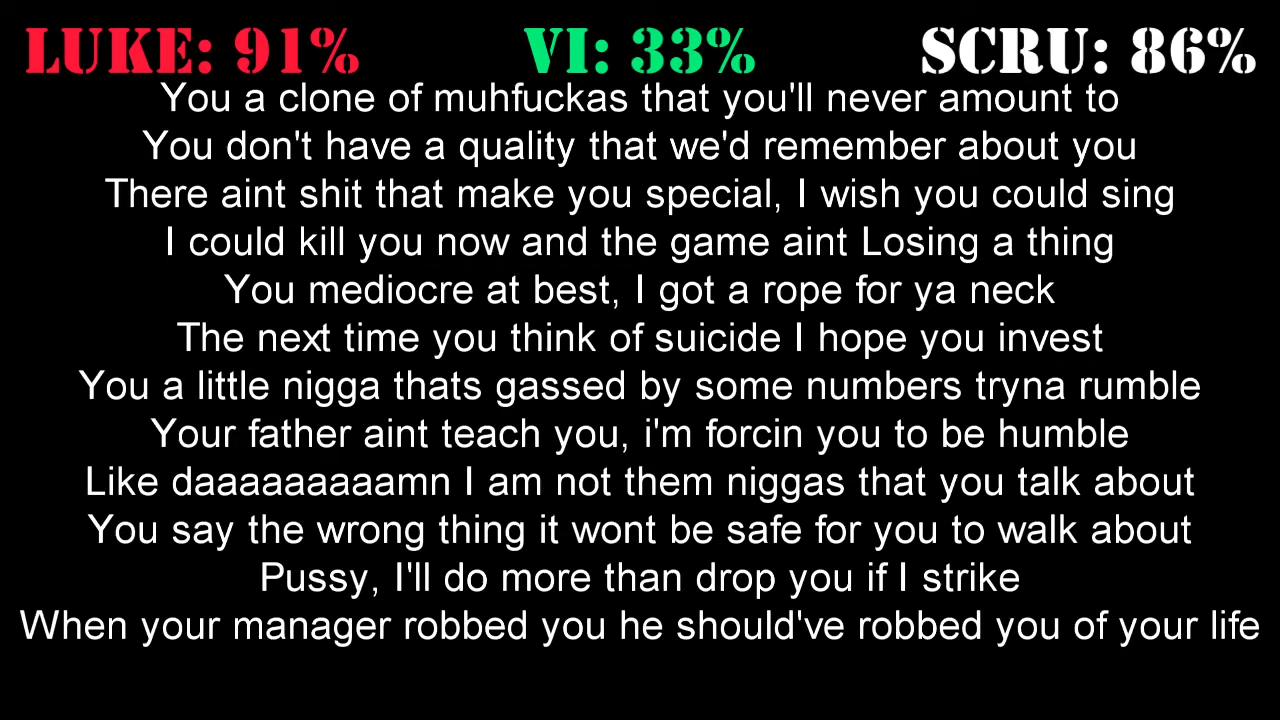 LUKE: 91% VI: 33% SCRU: 86%
You a clone of muhfuckas that you'll never amount to
You don't have a quality that we'd remember about you
There aint shit that make you special, I wish you could sing
I could kill you now and the game aint Losing a thing
You mediocre at best, I got a rope for ya neck
The next time you think of suicide I hope you invest
You a little nigga thats gassed by some numbers tryna rumble
Your father aint teach you, i'm forcin you to be humble
Like daaaaaaaaamn I am not them niggas that you talk about
You say the wrong thing it wont be safe for you to walk about
Pussy, I'll do more than drop you if I strike
When your manager robbed you he should've robbed you of your life